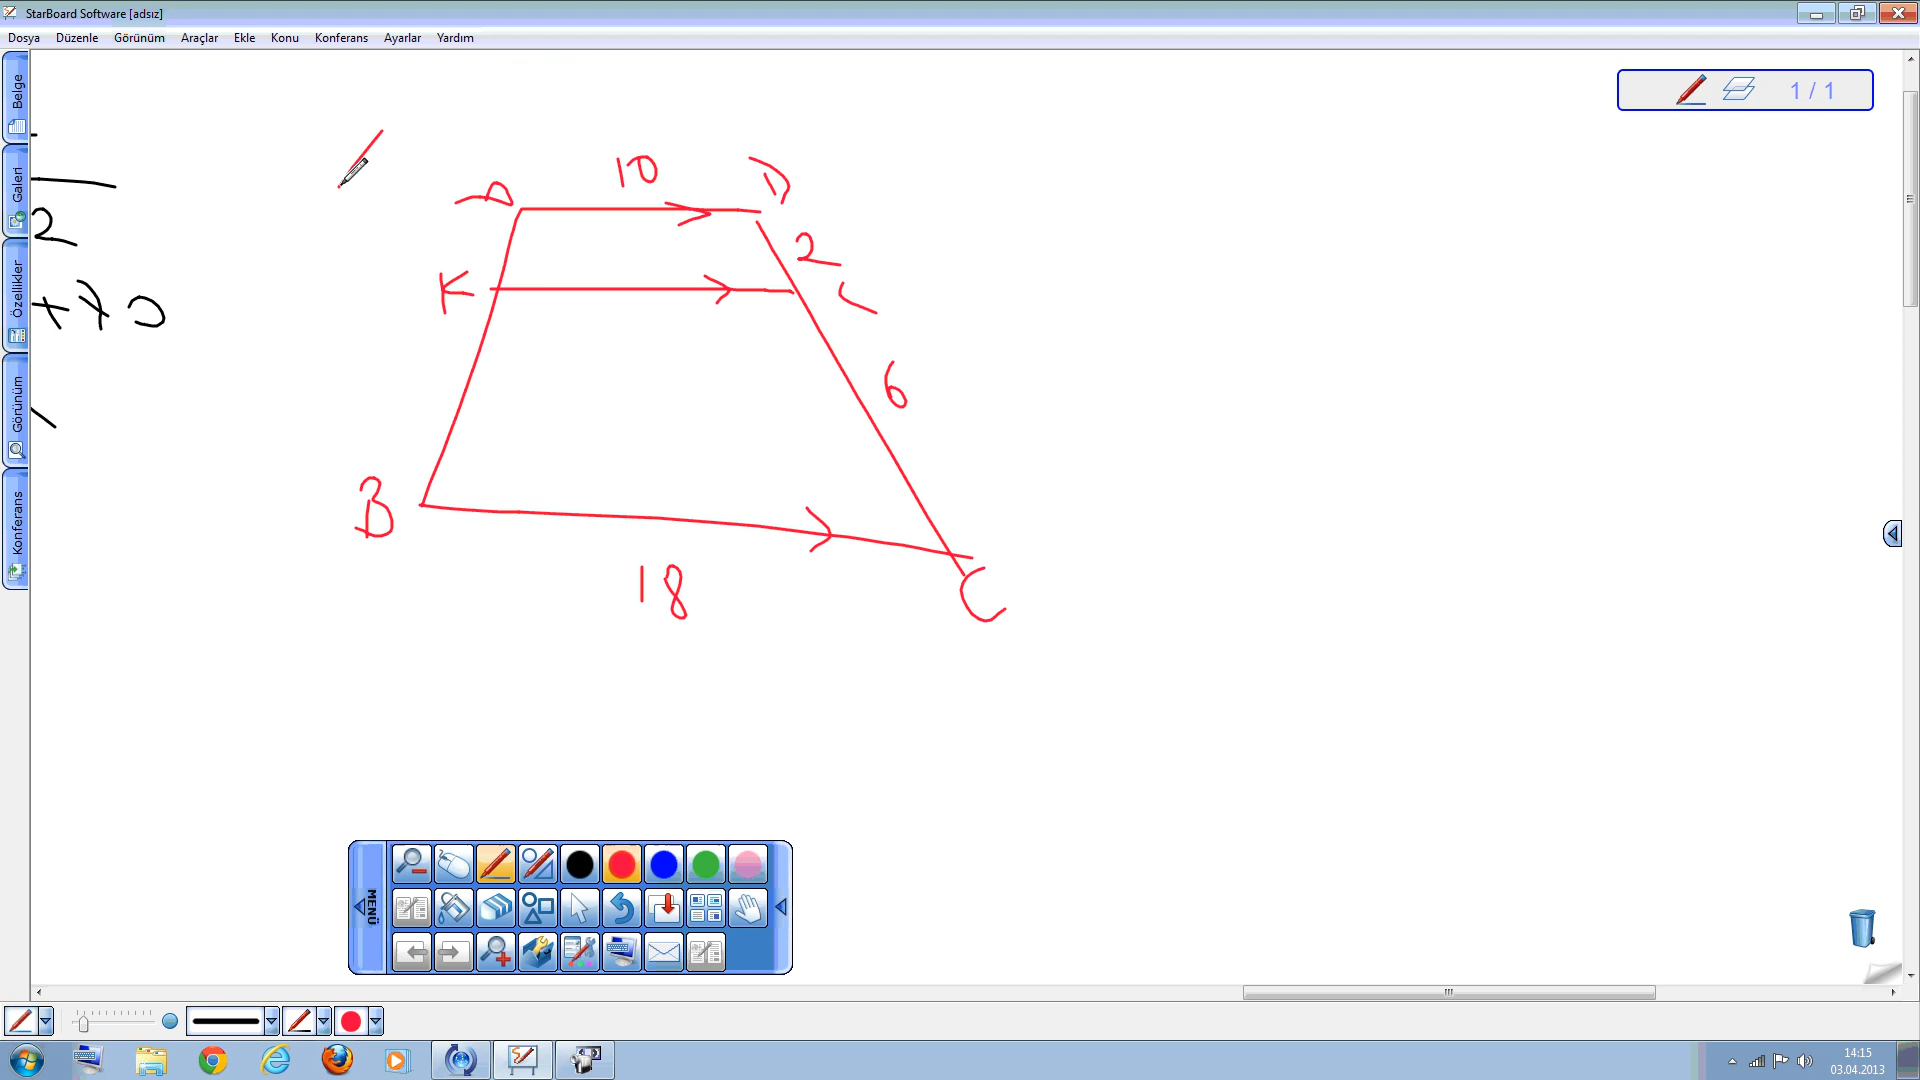 StarBoard Software [adsız]
Dosya Düzenle Görünüm Araçlar Ekle Konu Konferans Ayarlar Yardım
Belge
Galeri
Özellikler
Görünüm
Konferans
1 / 1
2
10
A
D
2
K
L
6
B
18
C
MENÜ
14:15
03.04.2013